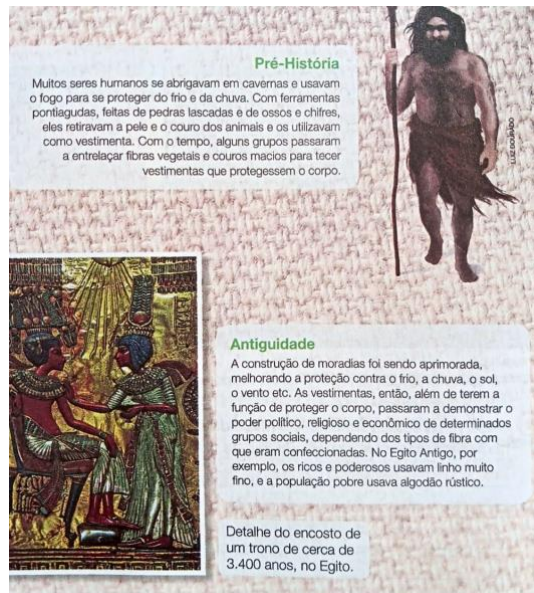 Pré-História
Muitos seres humanos se abrigavam em cavernas e usavam
o fogo para se proteger do frio e da chuva. Com ferramentas
pontiagudas, feitas de pedras lascadas e de ossos e chifres,
eles retiravam a pele e o couro dos animais e os utilizavam
como vestimenta. Com o tempo, alguns grupos passaram
a entrelaçar fibras vegetais e couros macios para tecer
vestimentas que protegessem o corpo.
LUIZ DOURADO
Antiguidade
A construção de moradias foi sendo aprimorada,
melhorando a proteção contra o frio, a chuva, o sol,
o vento etc. As vestimentas, então, além de terem a
função de proteger o corpo, passaram a demonstrar o
poder político, religioso e econômico de determinados
grupos sociais, dependendo dos tipos de fibra com
que eram confeccionadas. No Egito Antigo, por
exemplo, os ricos e poderosos usavam linho muito
fino, e a população pobre usava algodão rústico.
Detalhe do encosto de
um trono de cerca de
3.400 anos, no Egito.